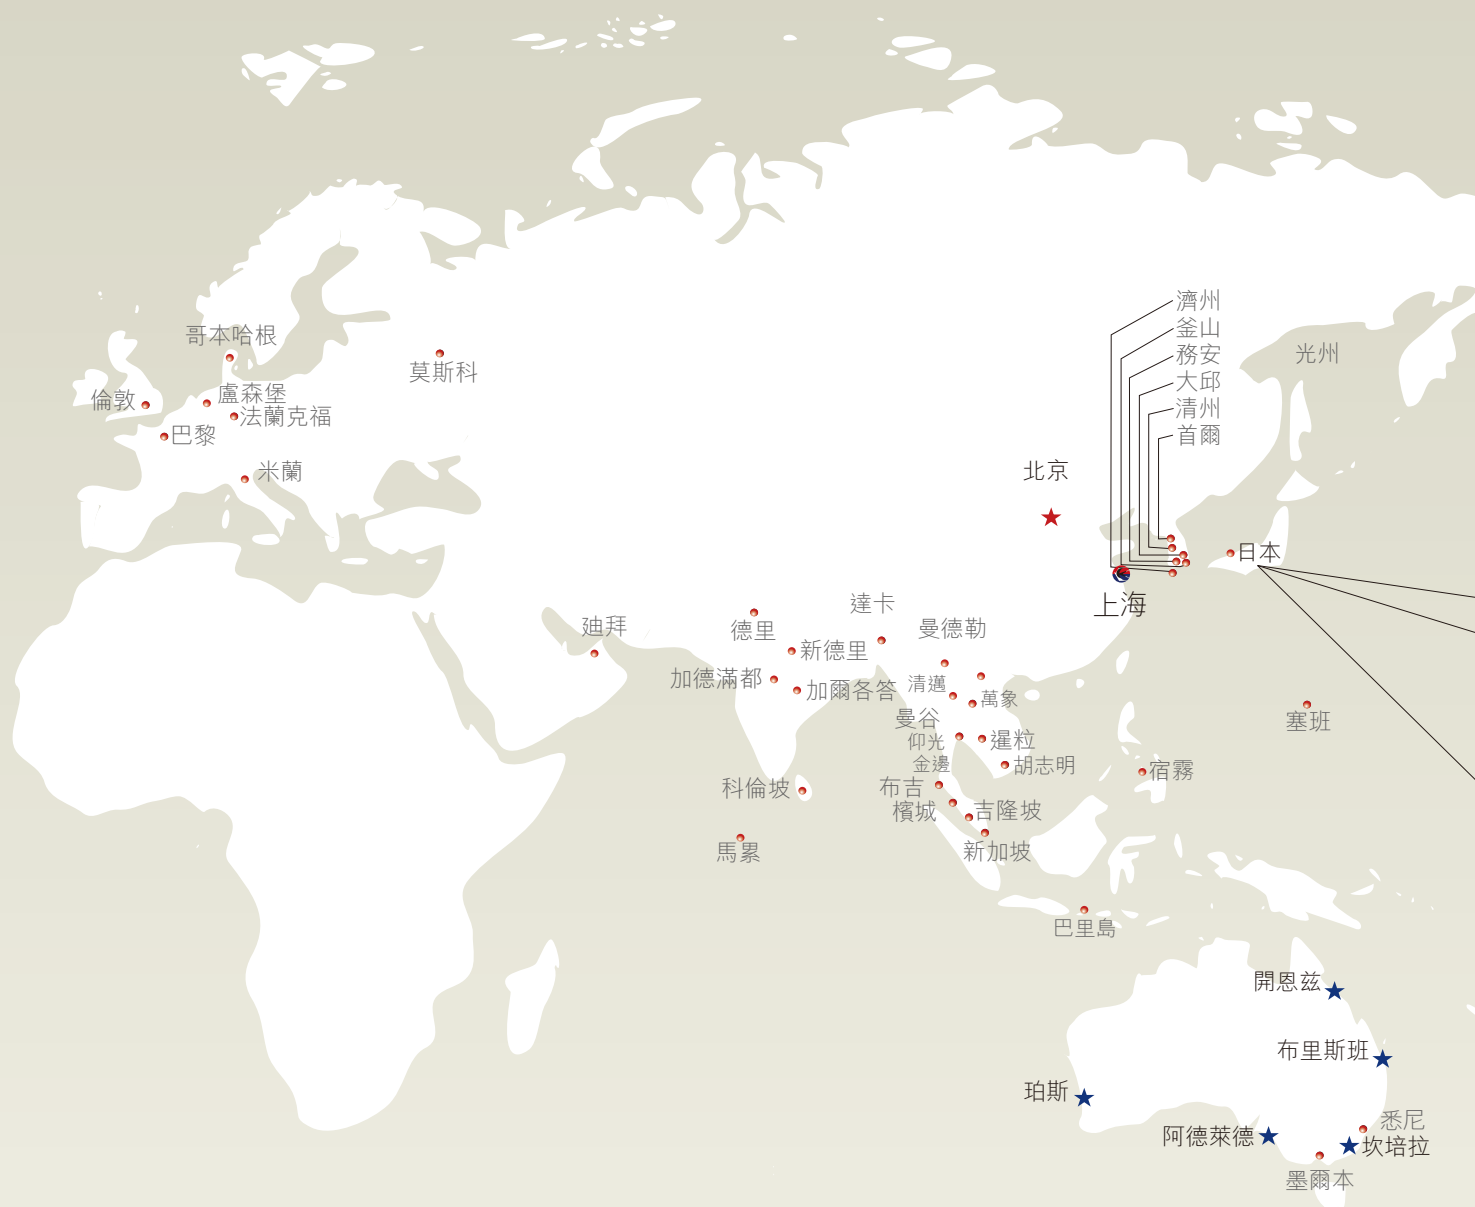 濟州
釜山
哥本哈根
光州
務安
莫斯科
大邱
盧森堡
倫敦
清州
法蘭克福
巴黎
首爾
米蘭
北京
日本
上海
達卡
廸拜
德里
曼德勒
新德里
加德滿都
清邁
加爾各答
萬象
曼谷
塞班
仰光
暹粒
金邊
胡志明
宿霧
布吉
科倫坡
檳城
吉隆坡
馬累
新加坡
巴里島
開恩茲
布里斯班
珀斯
悉尼
阿德萊德
坎培拉
墨爾本